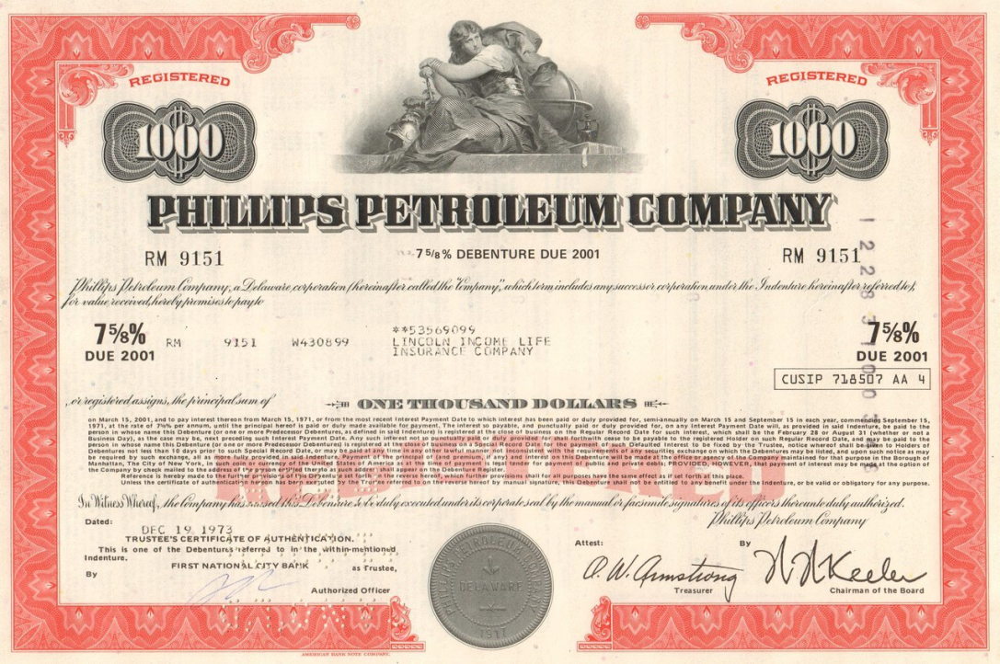 REGISTERED
REGISTERED
$1000
$1000
PHILLIPS PETROLEUM COMPANY
RM 9151
7 5/8 % DEBENTURE DUE 2001
RM 9151
Phillips Petroleum Company, a Delaware corporation (hereinafter called the "Company", which term includes any successor corporation under the Indenture hereinafter referred to),
for value received, hereby promises to pay to
7 5/8%
DUE 2001
RM 9151 W430899
**53569099
LINCOLN INCOME LIFE
INSURANCE COMPANY
7 5/8%
DUE 2001
CUSIP 718507 AA 4
, or registered assigns, the principal sum of
ONE THOUSAND DOLLARS
on March 15, 2001, and to pay interest thereon from March 15, 1971, or from the most recent Interest Payment Date to which interest has been paid or duly provided for, semi-annually on March 15 and September 15 in each year, commencing September 15,
1971, at the rate of 7⅝% per annum, until the principal hereof is paid or duly made available for payment. The interest so payable, and punctually paid or duly provided for, on any Interest Payment Date will, as provided in said Indenture, be paid to the
person in whose name this Debenture (or one or more Predecessor Debentures, as defined in said Indenture) is registered at the close of business on the Regular Record Date for such interest, which shall be the February 28 or August 31 (whether or not a
Business Day), as the case may be, next preceding such Interest Payment Date. Any such interest not so punctually paid or duly provided for shall forthwith cease to be payable to the registered Holder on such Regular Record Date, and may be paid to the
person in whose name this Debenture (or one or more Predecessor Debentures) is registered at the close of business on a Special Record Date for the payment of such Defaulted Interest to be fixed by the Trustee, notice whereof shall be given to Holders of
Debentures not less than 10 days prior to such Special Record Date, or may be paid at any time in any other lawful manner not inconsistent with the requirements of any securities exchange on which the Debentures may be listed, and upon such notice as may
be required by such exchange, all as more fully provided in said Indenture. Payment of the principal of (and premium, if any) and interest on this Debenture will be made at the office or agency of the Company maintained for that purpose in the Borough of
Manhattan, The City of New York, in such coin or currency of the United States of America as at the time of payment is legal tender for payment of public and private debts; PROVIDED, HOWEVER, that payment of interest may be made at the option of
the Company by check mailed to the address of the person entitled thereto as such address shall appear on the Debenture Register.
Reference is hereby made to the further provisions of this Debenture set forth on the reverse hereof, which further provisions shall for all purposes have the same effect as if set forth at this place.
Unless the certificate of authentication hereon has been executed by the Trustee referred to on the reverse hereof by manual signature, this Debenture shall not be entitled to any benefit under the Indenture, or be valid or obligatory for any purpose.
In Witness Whereof, the Company has caused this Debenture to be duly executed under its corporate seal by the manual or facsimile signatures of its officers thereunto duly authorized.
Phillips Petroleum Company
Dated:
DEC 19 1973
TRUSTEE'S CERTIFICATE OF AUTHENTICATION.
This is one of the Debentures referred to in the within-mentioned
Indenture.
FIRST NATIONAL CITY BANK
as Trustee,
By
Authorized Officer
PHILLIPS PETROLEUM COMPANY
DELAWARE
1917
Attest:
Treasurer
By
Chairman of the Board
AMERICAN BANK NOTE COMPANY.